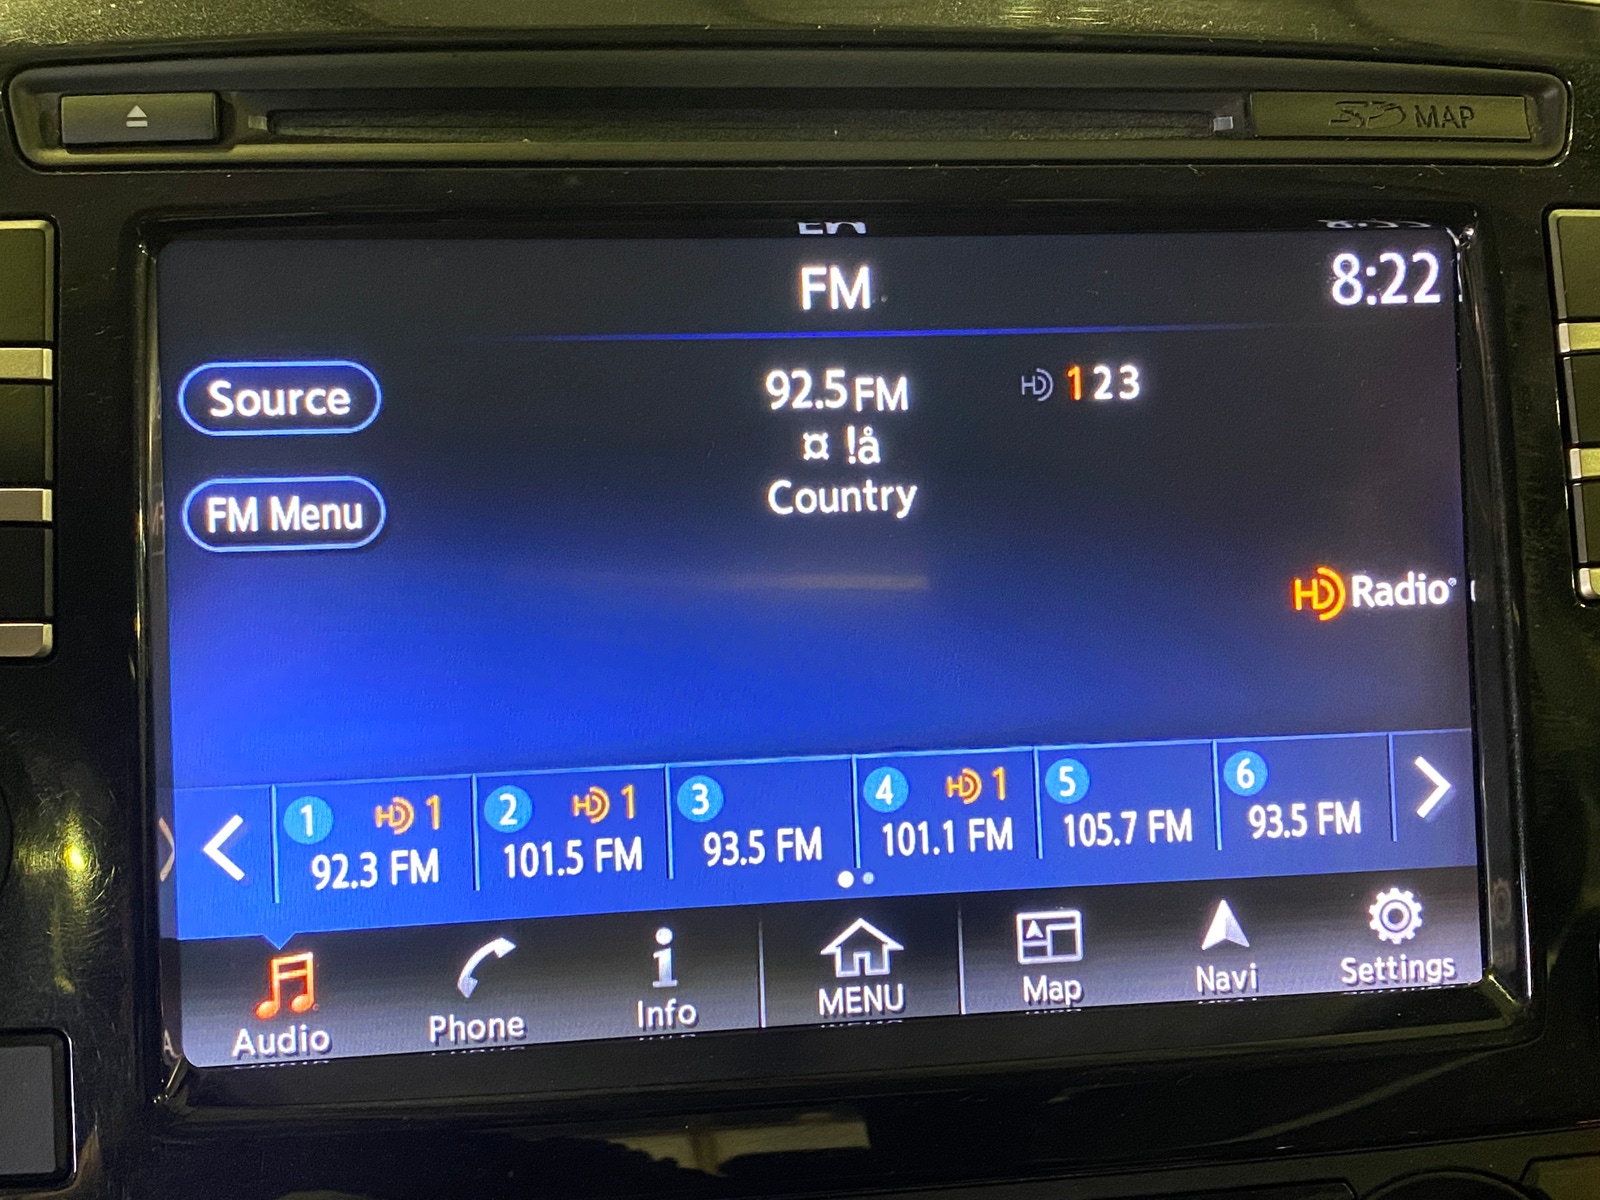 MAP
FM
8:22
Source
92.5 FM
HD 1 2 3
¤ !å
FM Menu
Country
HD Radio
1 HD 1
92.3 FM
2 HD 1
101.5 FM
3
93.5 FM
4 HD 1
101.1 FM
5
105.7 FM
6
93.5 FM
Audio
Phone
Info
MENU
Map
Navi
Settings